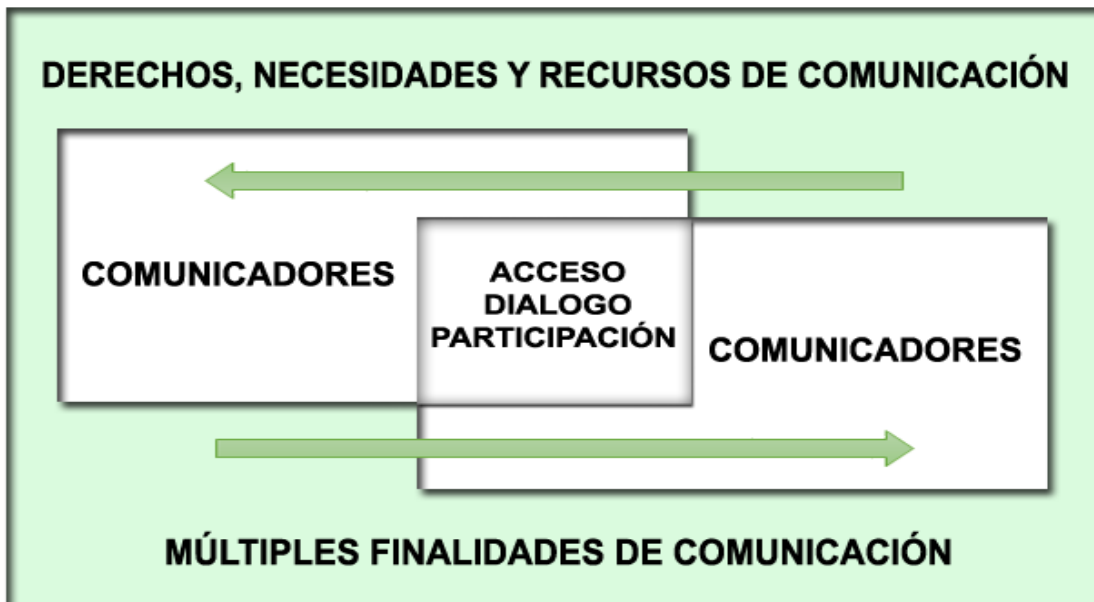 DERECHOS, NECESIDADES Y RECURSOS DE COMUNICACIÓN
COMUNICADORES
ACCESO
DIALOGO
PARTICIPACIÓN
COMUNICADORES
MÚLTIPLES FINALIDADES DE COMUNICACIÓN